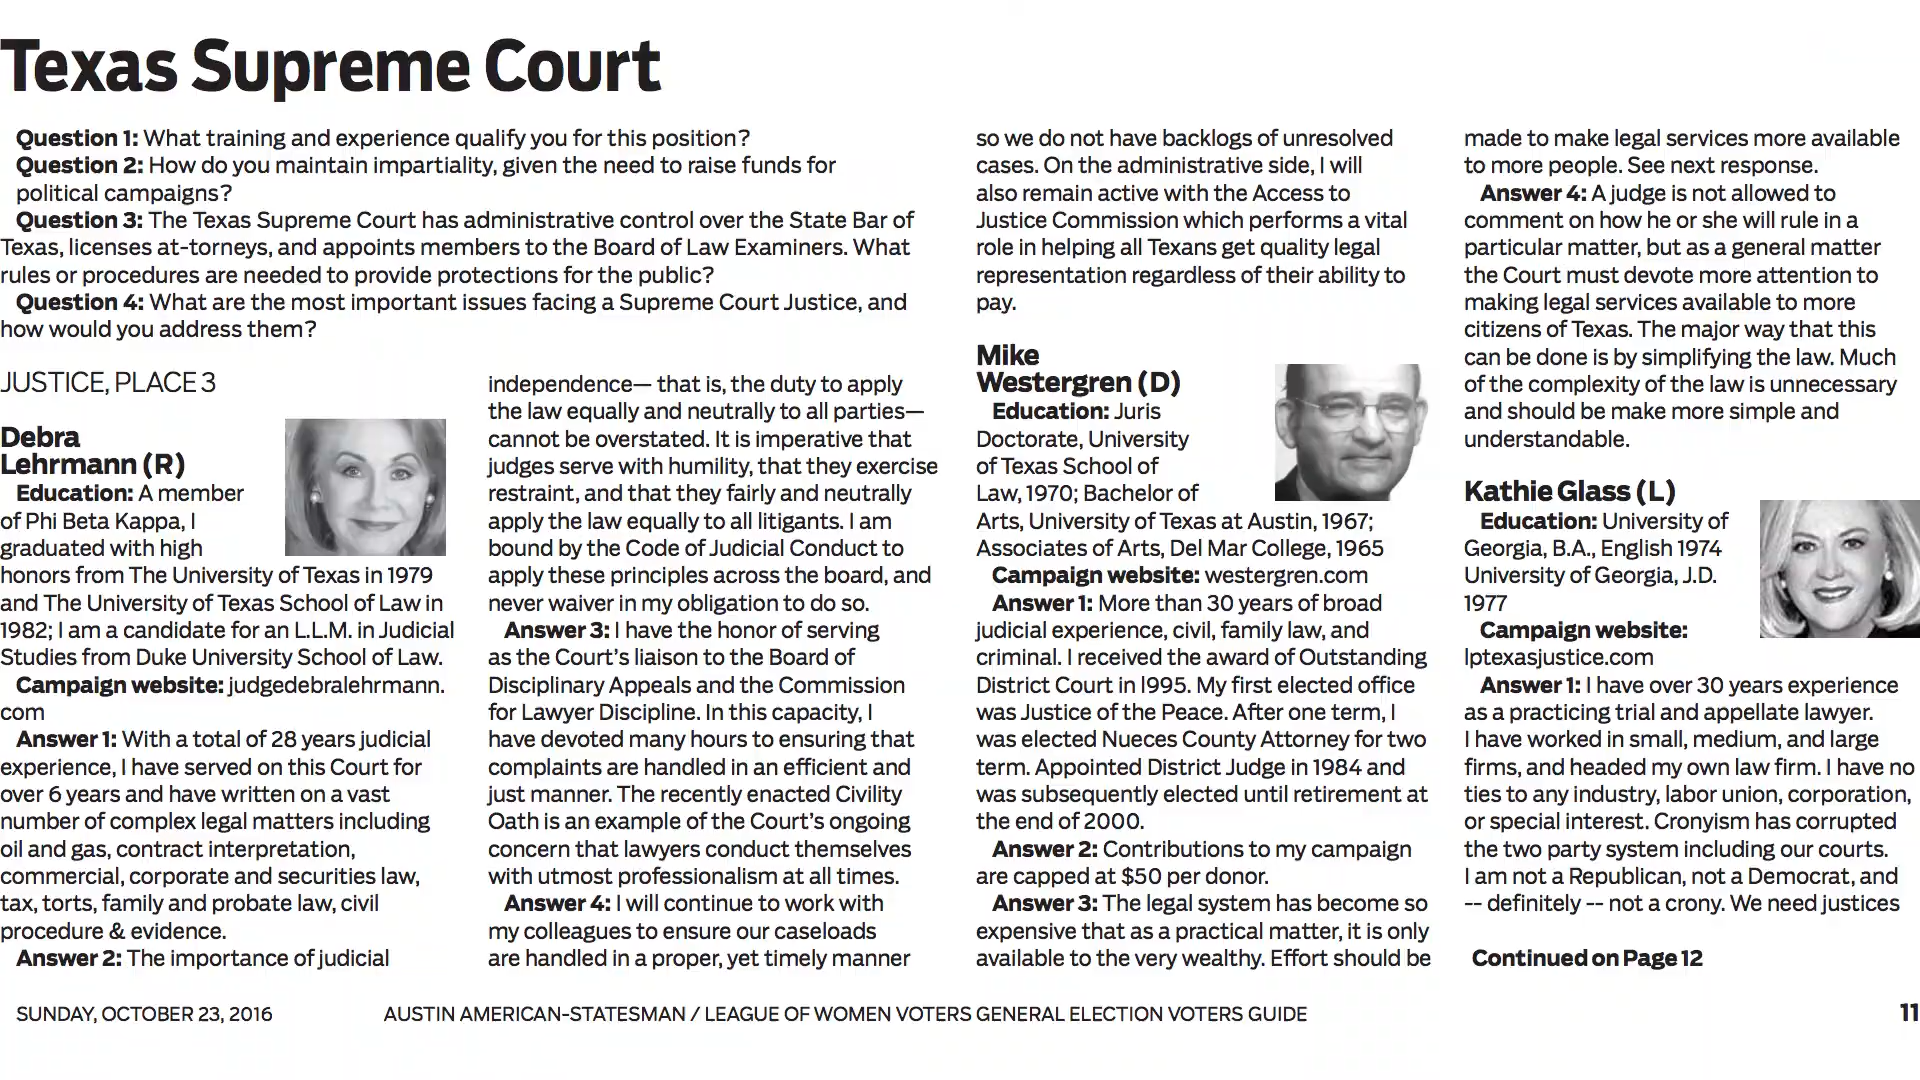 Texas Supreme Court
Question 1: What training and experience qualify you for this position?
Question 2: How do you maintain impartiality, given the need to raise funds for
political campaigns?
Question 3: The Texas Supreme Court has administrative control over the State Bar of
Texas, licenses at-torneys, and appoints members to the Board of Law Examiners. What
rules or procedures are needed to provide protections for the public?
Question 4: What are the most important issues facing a Supreme Court Justice, and
how would you address them?
JUSTICE, PLACE 3
Debra
Lehrmann (R)
Education: A member
of Phi Beta Kappa, I
graduated with high
honors from The University of Texas in 1979
and The University of Texas School of Law in
1982; I am a candidate for an L.L.M. in Judicial
Studies from Duke University School of Law.
Campaign website: judgedebralehrmann.
com
Answer 1: With a total of 28 years judicial
experience, I have served on this Court for
over 6 years and have written on a vast
number of complex legal matters including
oil and gas, contract interpretation,
commercial, corporate and securities law,
tax, torts, family and probate law, civil
procedure & evidence.
Answer 2: The importance of judicial
independence— that is, the duty to apply
the law equally and neutrally to all parties—
cannot be overstated. It is imperative that
judges serve with humility, that they exercise
restraint, and that they fairly and neutrally
apply the law equally to all litigants. I am
bound by the Code of Judicial Conduct to
apply these principles across the board, and
never waiver in my obligation to do so.
Answer 3: I have the honor of serving
as the Court's liaison to the Board of
Disciplinary Appeals and the Commission
for Lawyer Discipline. In this capacity, I
have devoted many hours to ensuring that
complaints are handled in an efficient and
just manner. The recently enacted Civility
Oath is an example of the Court's ongoing
concern that lawyers conduct themselves
with utmost professionalism at all times.
Answer 4: I will continue to work with
my colleagues to ensure our caseloads
are handled in a proper, yet timely manner
so we do not have backlogs of unresolved
cases. On the administrative side, I will
also remain active with the Access to
Justice Commission which performs a vital
role in helping all Texans get quality legal
representation regardless of their ability to
pay.
Mike
Westergren (D)
Education: Juris
Doctorate, University
of Texas School of
Law, 1970; Bachelor of
Arts, University of Texas at Austin, 1967;
Associates of Arts, Del Mar College, 1965
Campaign website: westergren.com
Answer 1: More than 30 years of broad
judicial experience, civil, family law, and
criminal. I received the award of Outstanding
District Court in l995. My first elected office
was Justice of the Peace. After one term, I
was elected Nueces County Attorney for two
term. Appointed District Judge in 1984 and
was subsequently elected until retirement at
the end of 2000.
Answer 2: Contributions to my campaign
are capped at $50 per donor.
Answer 3: The legal system has become so
expensive that as a practical matter, it is only
available to the very wealthy. Effort should be
made to make legal services more available
to more people. See next response.
Answer 4: A judge is not allowed to
comment on how he or she will rule in a
particular matter, but as a general matter
the Court must devote more attention to
making legal services available to more
citizens of Texas. The major way that this
can be done is by simplifying the law. Much
of the complexity of the law is unnecessary
and should be make more simple and
understandable.
Kathie Glass (L)
Education: University of
Georgia, B.A., English 1974
University of Georgia, J.D.
1977
Campaign website:
lptexasjustice.com
Answer 1: I have over 30 years experience
as a practicing trial and appellate lawyer.
I have worked in small, medium, and large
firms, and headed my own law firm. I have no
ties to any industry, labor union, corporation,
or special interest. Cronyism has corrupted
the two party system including our courts.
I am not a Republican, not a Democrat, and
-- definitely -- not a crony. We need justices
Continued on Page 12
SUNDAY, OCTOBER 23, 2016
AUSTIN AMERICAN-STATESMAN / LEAGUE OF WOMEN VOTERS GENERAL ELECTION VOTERS GUIDE
11